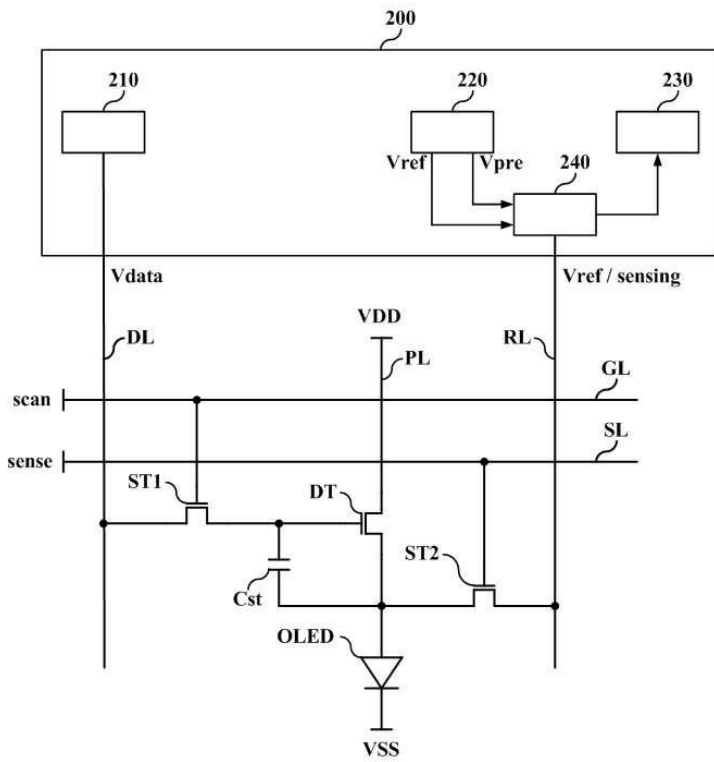 200
210
220
230
Vref
Vpre
240
Vdata
Vref / sensing
VDD
DL
PL
RL
GL
scan
SL
sense
ST1
DT
ST2
Cst
OLED
VSS